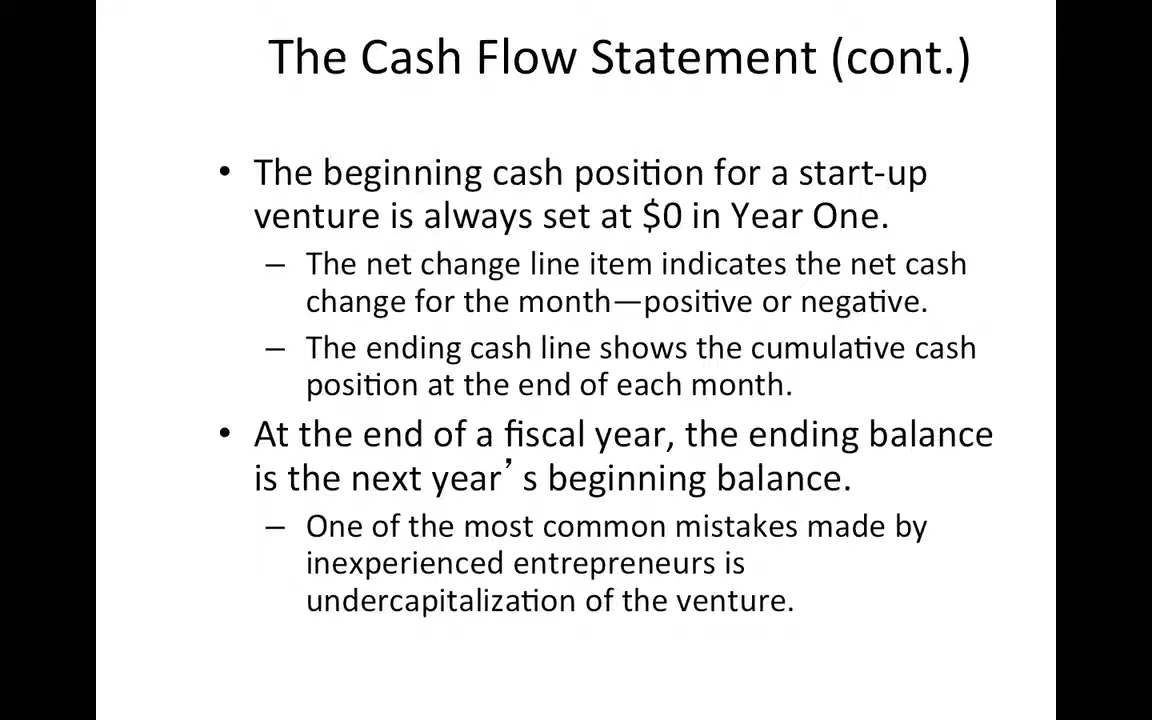 The Cash Flow Statement (cont.)
• The beginning cash position for a start-up
venture is always set at $0 in Year One.
– The net change line item indicates the net cash
change for the month—positive or negative.
– The ending cash line shows the cumulative cash
position at the end of each month.
• At the end of a fiscal year, the ending balance
is the next year’s beginning balance.
– One of the most common mistakes made by
inexperienced entrepreneurs is
undercapitalization of the venture.